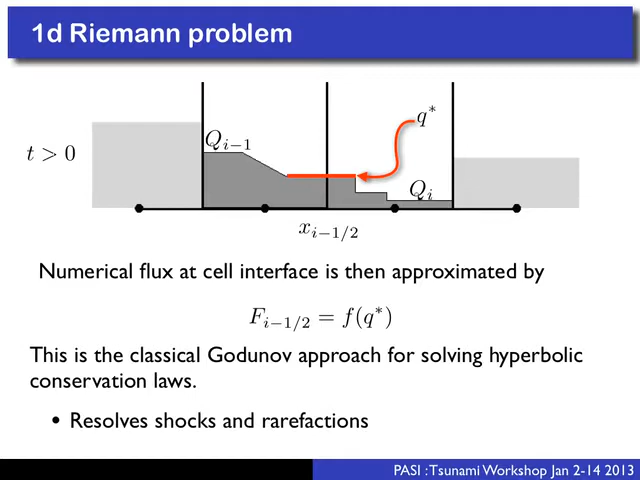 1d Riemann problem
q*
Q_{i−1}
t > 0
Q_i
x_{i−1/2}
Numerical flux at cell interface is then approximated by
F_{i−1/2} = f(q*)
This is the classical Godunov approach for solving hyperbolic
conservation laws.
• Resolves shocks and rarefactions
PASI : Tsunami Workshop Jan 2-14 2013